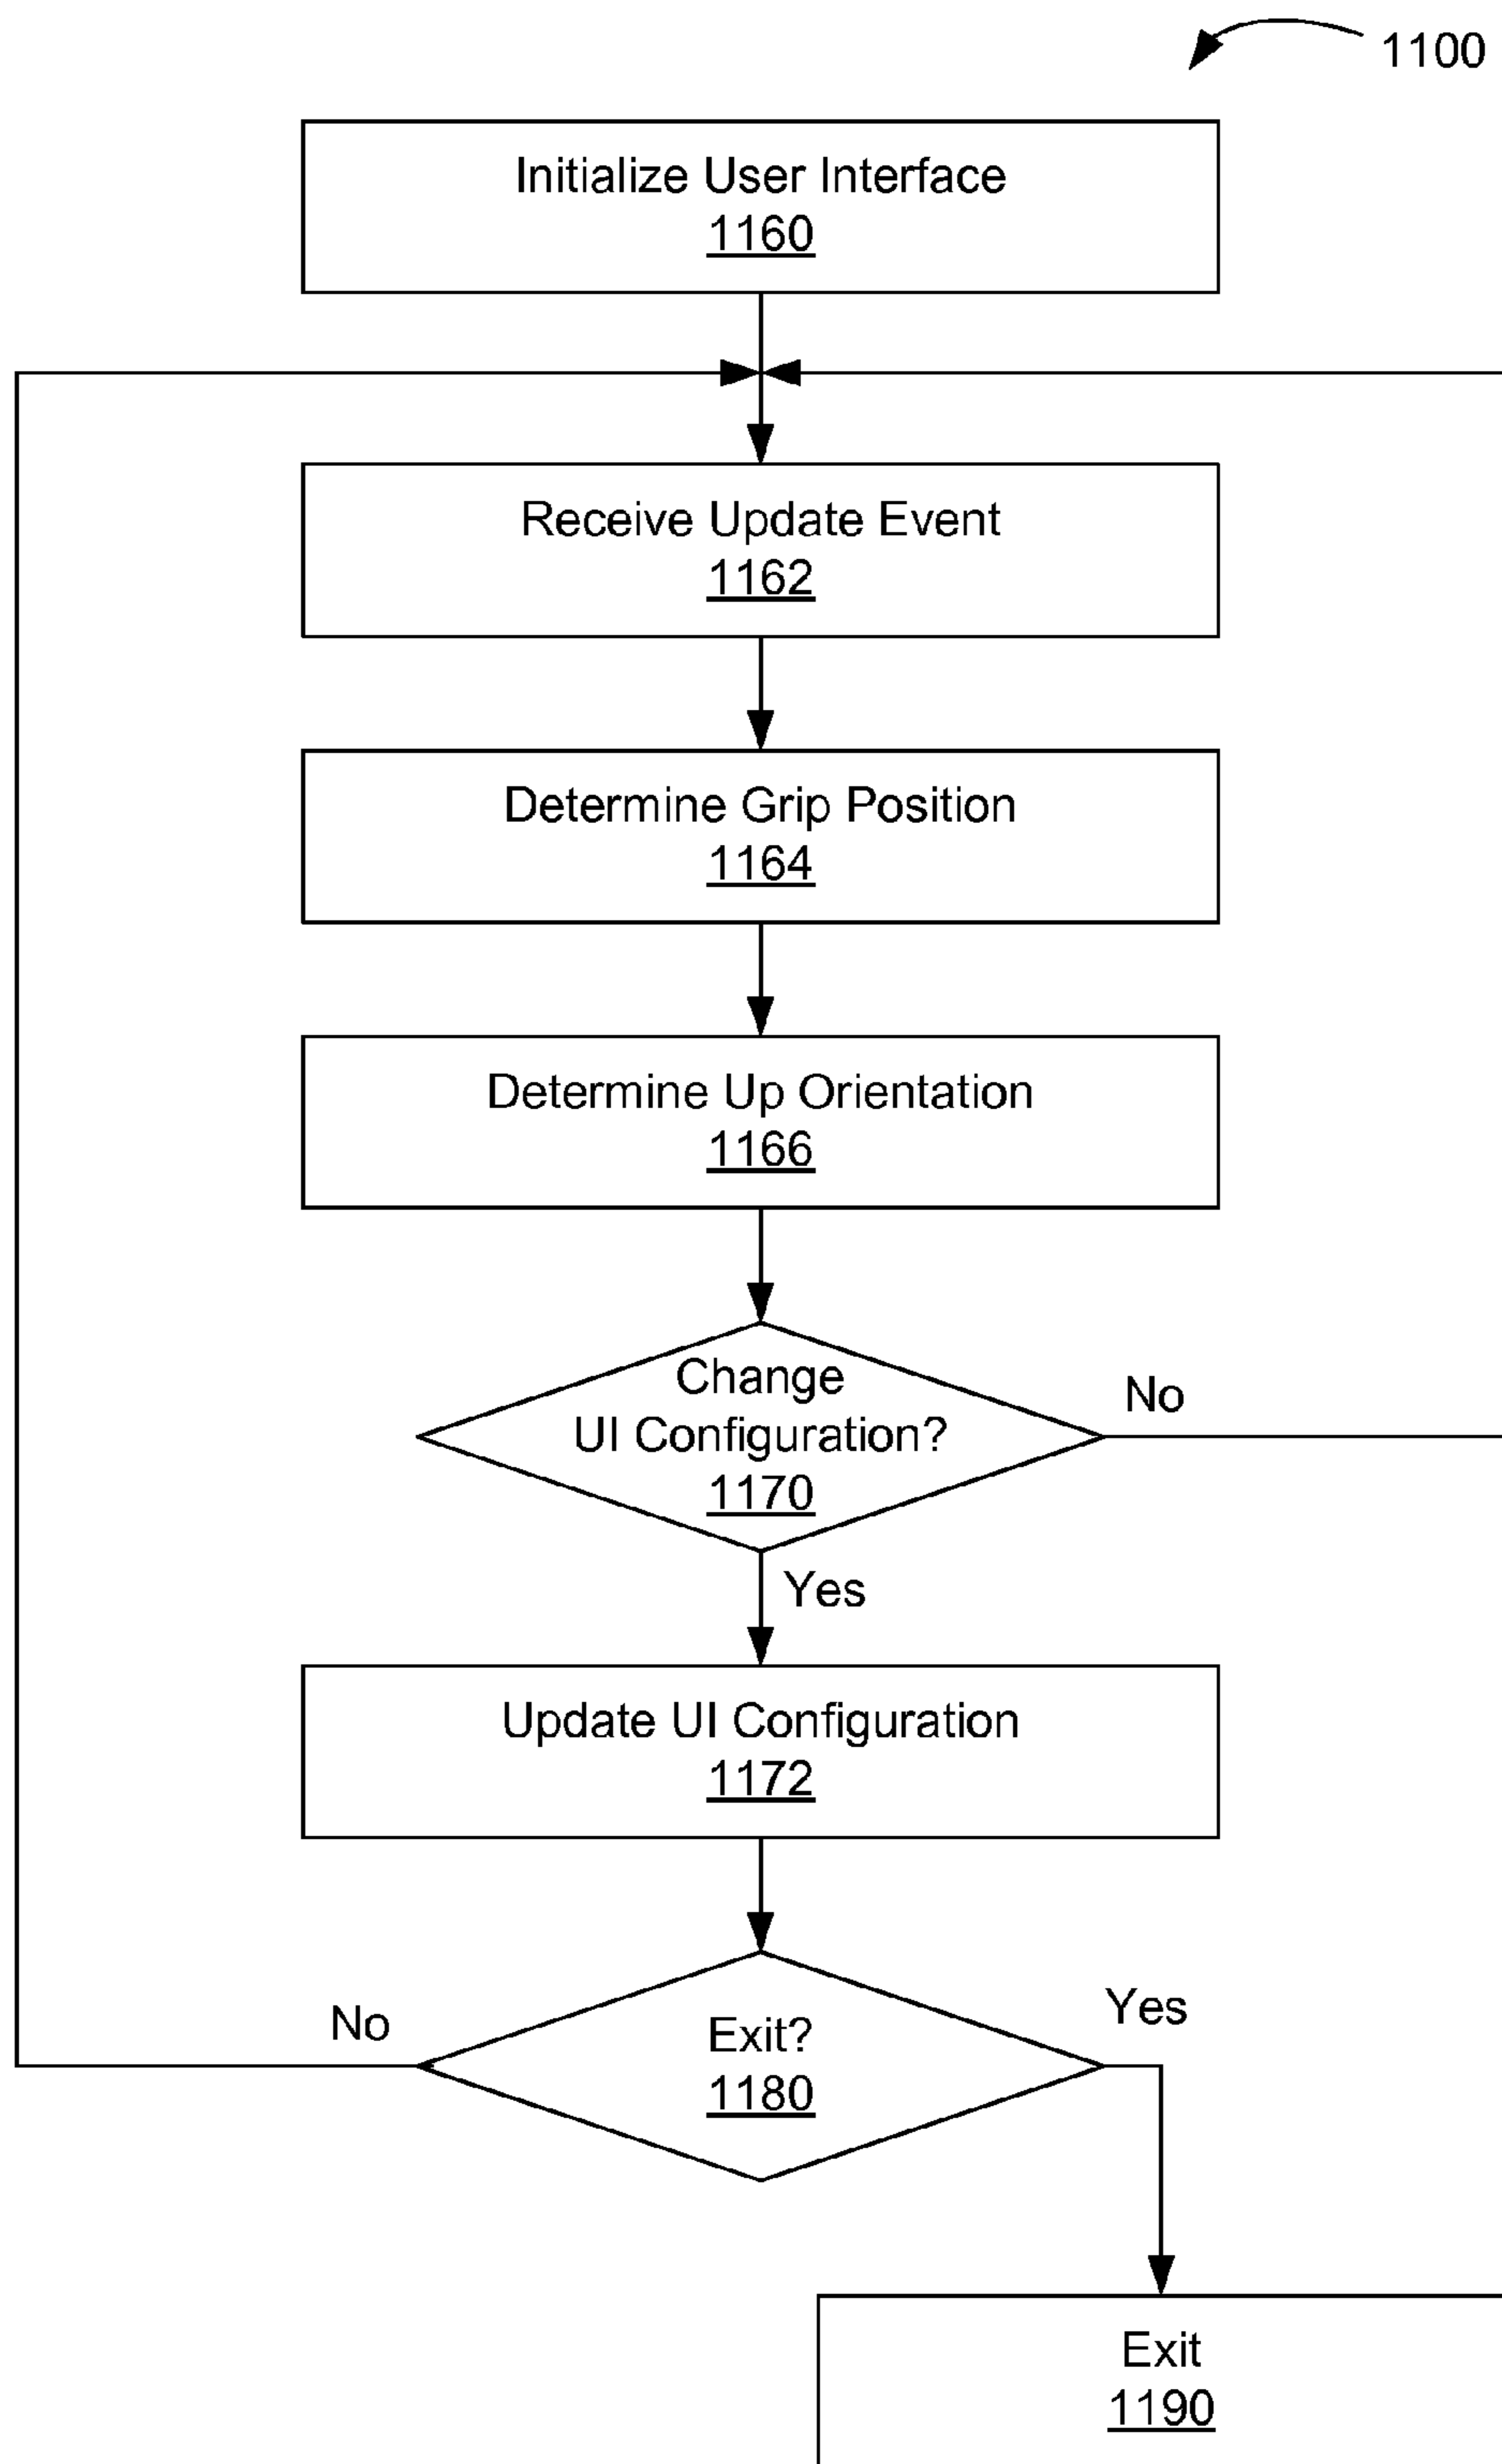 1100
Initialize User Interface
1160
Receive Update Event
1162
Determine Grip Position
1164
Determine Up Orientation
1166
Change
UI Configuration?
1170
No
Yes
Update UI Configuration
1172
No
Exit?
1180
Yes
Exit
1190